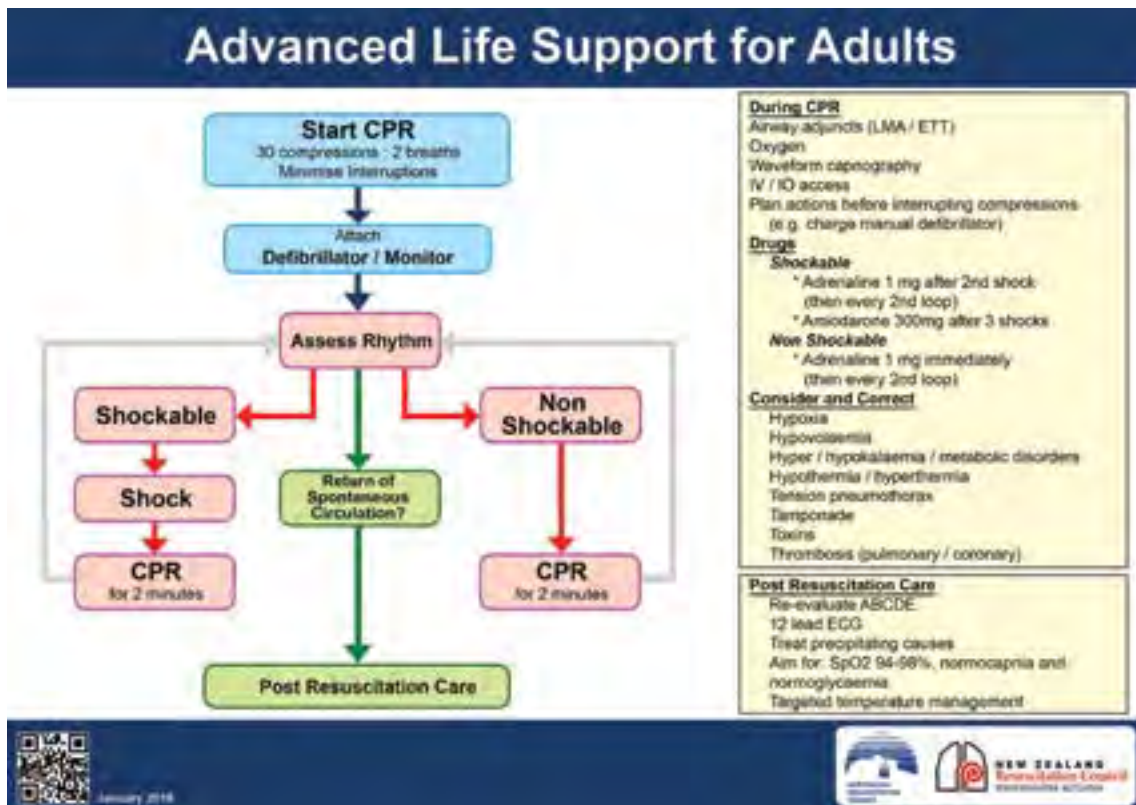 Advanced Life Support for Adults
Start CPR
30 compressions : 2 breaths
Minimise Interruptions
Attach
Defibrillator / Monitor
Assess Rhythm
Shockable
Shock
CPR
for 2 minutes
Return of
Spontaneous
Circulation?
Non
Shockable
CPR
for 2 minutes
Post Resuscitation Care
During CPR
Airway adjuncts (LMA / ETT)
Oxygen
Waveform capnography
IV / IO access
Plan actions before interrupting compressions
(e.g. charge manual defibrillator)
Drugs
Shockable
* Adrenaline 1 mg after 2nd shock
(then every 2nd loop)
* Amiodarone 300mg after 3 shocks
Non Shockable
* Adrenaline 1 mg immediately
(then every 2nd loop)
Consider and Correct
Hypoxia
Hypovolaemia
Hyper / hypokalaemia / metabolic disorders
Hypothermia / hyperthermia
Tension pneumothorax
Tamponade
Toxins
Thrombosis (pulmonary / coronary)
Post Resuscitation Care
Re-evaluate ABCDE
12 lead ECG
Treat precipitating causes
Aim for: SpO2 94-98%, normocapnia and
normoglycaemia
Targeted temperature management
January 2016
NEW ZEALAND
Resuscitation Council